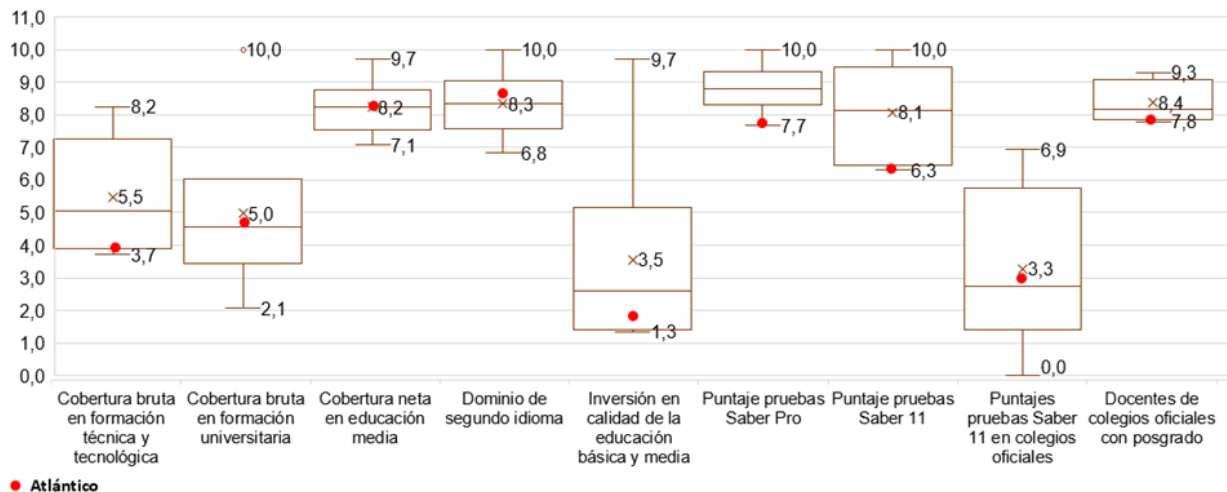 11,0
10,0
9,0
8,0
7,0
6,0
5,0
4,0
3,0
2,0
1,0
0,0
8,2
5,5
3,7
10,0
5,0
2,1
9,7
8,2
7,1
10,0
8,3
6,8
9,7
3,5
1,3
10,0
7,7
10,0
8,1
6,3
6,9
3,3
0,0
9,3
8,4
7,8
Cobertura bruta
en formación
técnica y
tecnológica
Cobertura bruta
en formación
universitaria
Cobertura neta
en educación
media
Dominio de
segundo idioma
Inversión en
calidad de la
educación
básica y media
Puntaje pruebas
Saber Pro
Puntaje pruebas
Saber 11
Puntajes
pruebas Saber
11 en colegios
oficiales
Docentes de
colegios oficiales
con posgrado
Atlántico